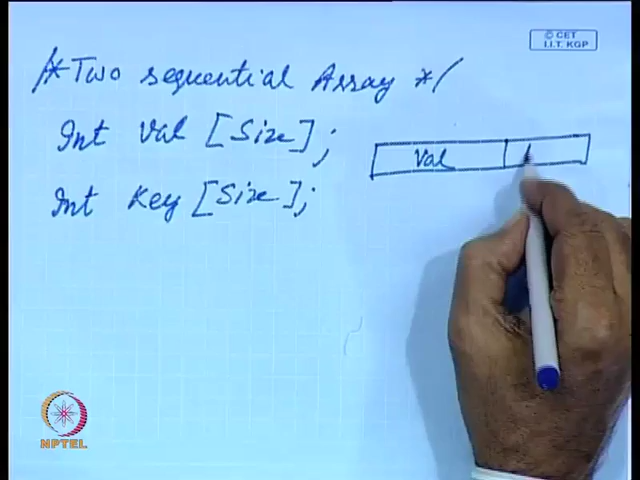 © CET
I.I.T. KGP
/*Two sequential Array */
Int Val [Size];
Val
Int Key [Size];
NPTEL